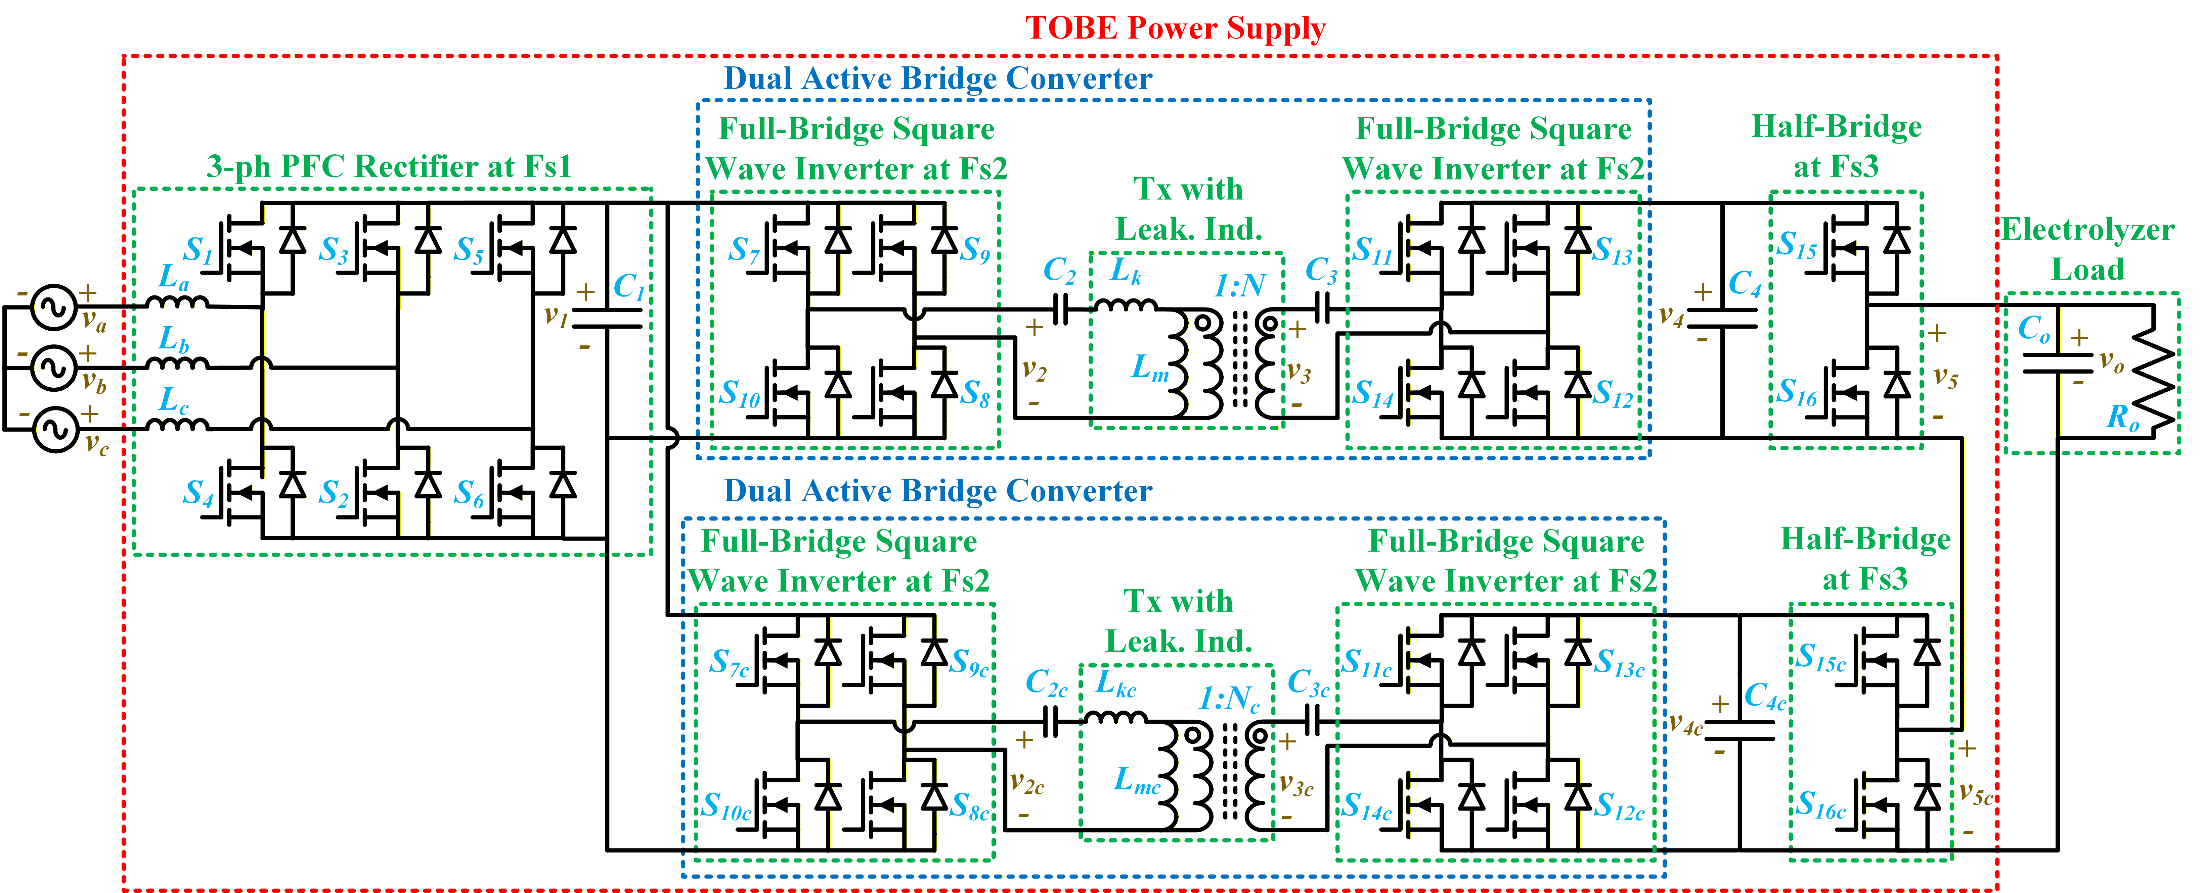 TOBE Power Supply
Dual Active Bridge Converter
Full-Bridge Square
Wave Inverter at Fs2
Full-Bridge Square
Wave Inverter at Fs2
Half-Bridge
at Fs3
3-ph PFC Rectifier at Fs1
Tx with
Leak. Ind.
Electrolyzer
Load
S1
S3
S5
S7
S9
S11
S13
S15
C2
Lk
1:N
C3
La
+
C1
v1
-
- + va
Lb
- + vb
Lc
- + vc
+
v2
-
Lm
+
v3
-
+
v4
-
C4
+
v5
-
Co
+
vo
-
Ro
S10
S8
S14
S12
S16
S4
S2
S6
Dual Active Bridge Converter
Full-Bridge Square
Wave Inverter at Fs2
Full-Bridge Square
Wave Inverter at Fs2
Half-Bridge
at Fs3
Tx with
Leak. Ind.
S7c
S9c
C2c
Lkc
1:Nc
C3c
S11c
S13c
S15c
+
v4c
-
C4c
+
v2c
-
Lmc
+
v3c
-
+
v5c
-
S10c
S8c
S14c
S12c
S16c